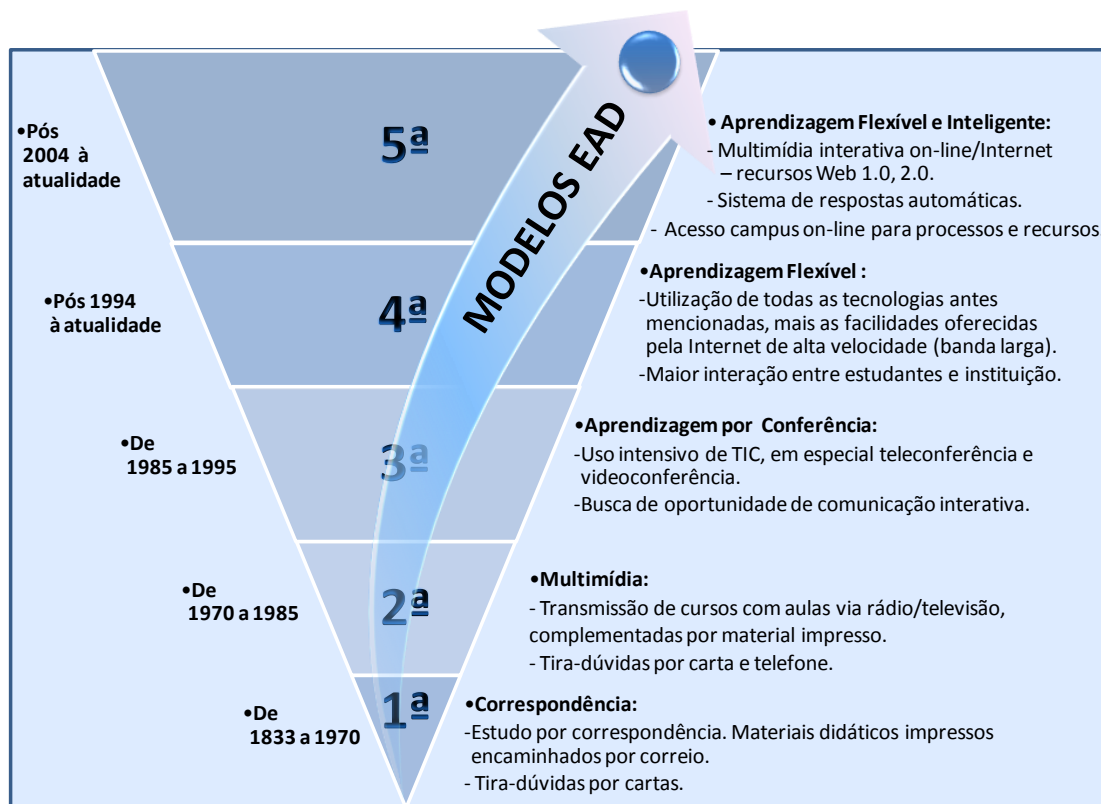 MODELOS EAD
•Pós
2004 à
atualidade
5ª
• Aprendizagem Flexível e Inteligente:
- Multimídia interativa on-line/Internet
– recursos Web 1.0, 2.0.
- Sistema de respostas automáticas.
- Acesso campus on-line para processos e recursos.
•Pós 1994
à atualidade
4ª
•Aprendizagem Flexível :
-Utilização de todas as tecnologias antes
mencionadas, mais as facilidades oferecidas
pela Internet de alta velocidade (banda larga).
-Maior interação entre estudantes e instituição.
•De
1985 a 1995
3ª
•Aprendizagem por Conferência:
-Uso intensivo de TIC, em especial teleconferência e
videoconferência.
-Busca de oportunidade de comunicação interativa.
•De
1970 a 1985
2ª
•Multimídia:
- Transmissão de cursos com aulas via rádio/televisão,
complementadas por material impresso.
- Tira-dúvidas por carta e telefone.
•De
1833 a 1970
1ª
•Correspondência:
-Estudo por correspondência. Materiais didáticos impressos
encaminhados por correio.
- Tira-dúvidas por cartas.